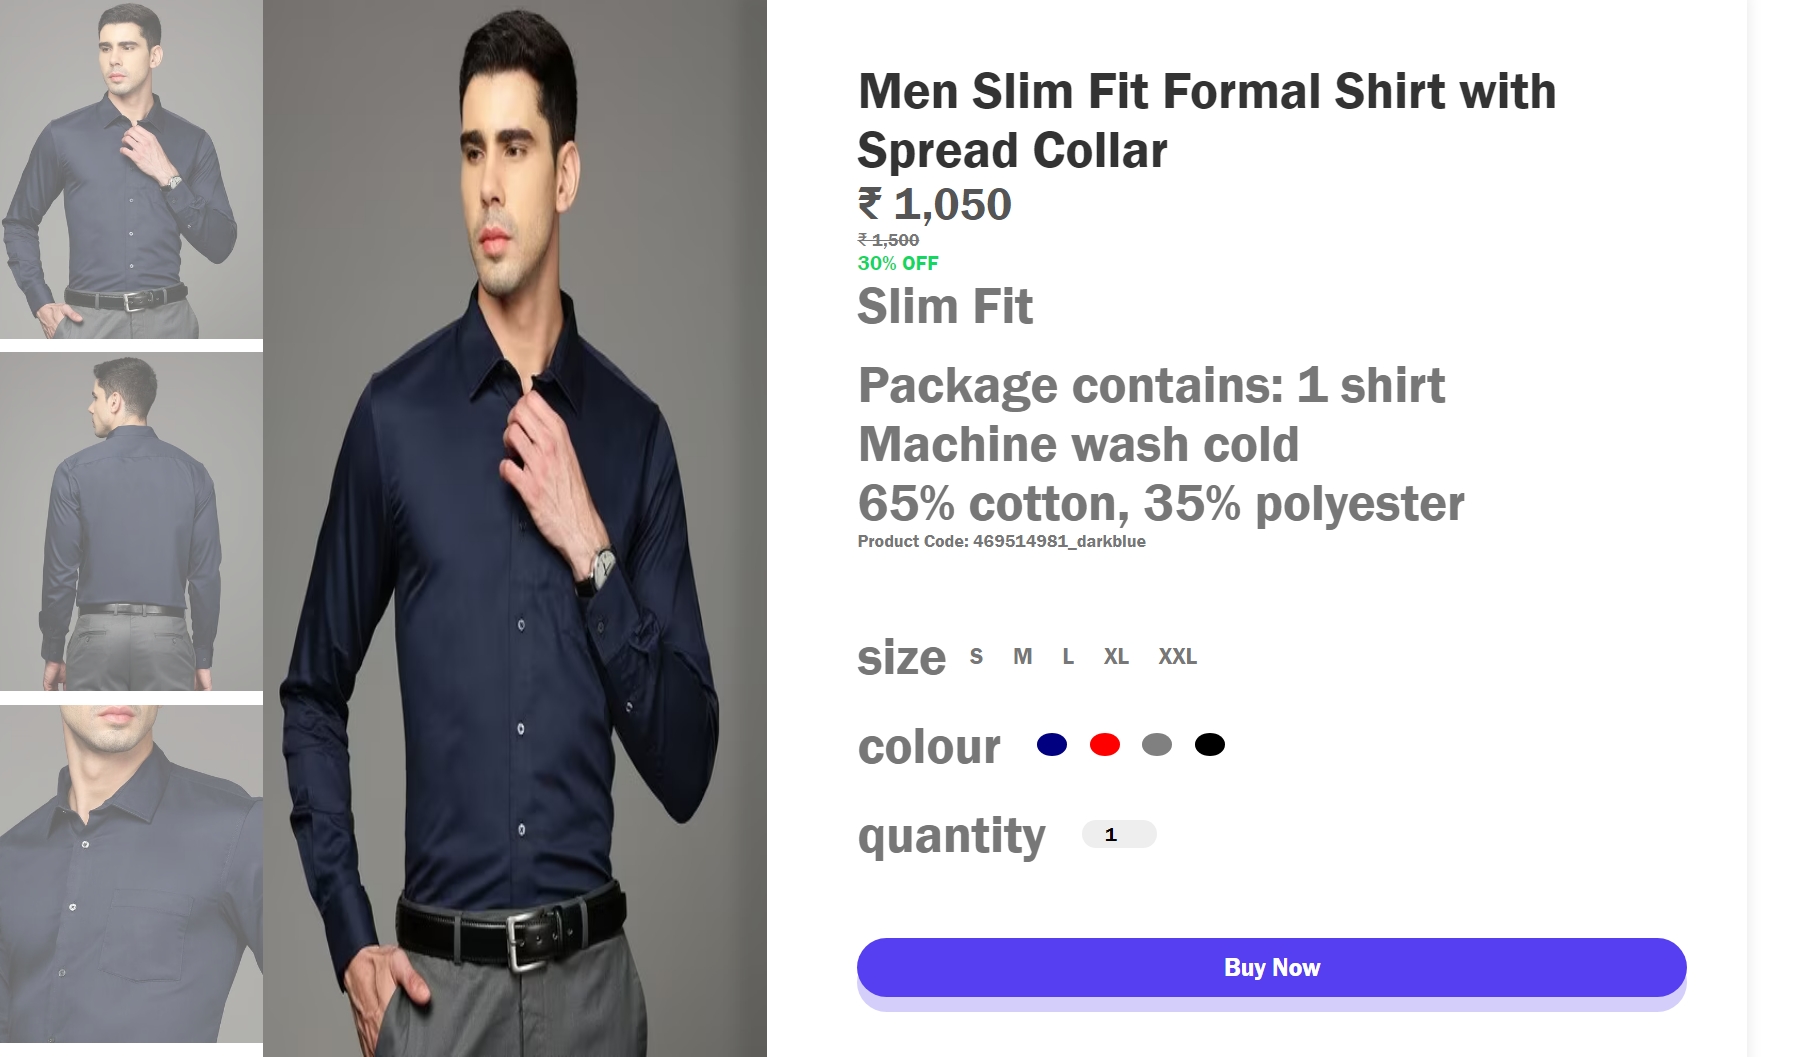 Men Slim Fit Formal Shirt with
Spread Collar
₹ 1,050
₹ 1,500
30% OFF
Slim Fit
Package contains: 1 shirt
Machine wash cold
65% cotton, 35% polyester
Product Code: 469514981_darkblue
size S M L XL XXL
colour
quantity 1
Buy Now